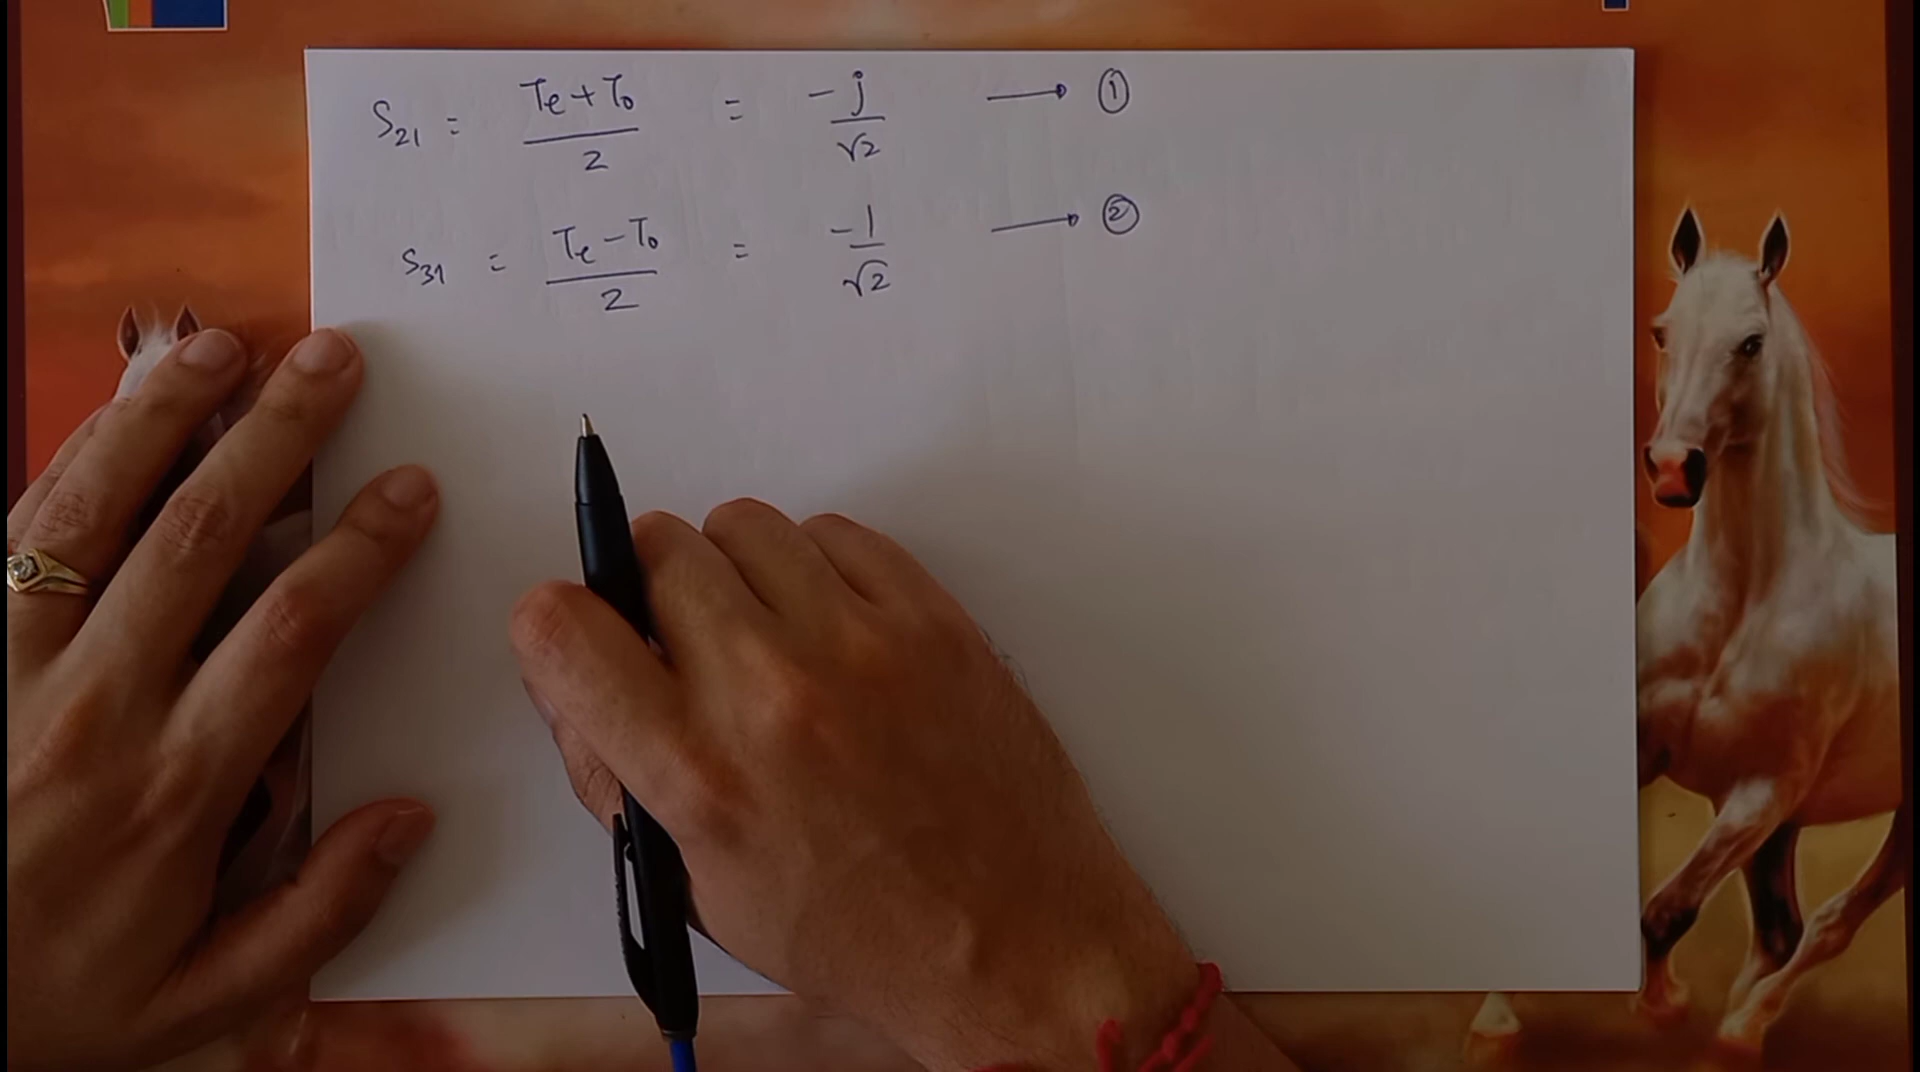 S₂₁ = (Te + To)/2 = -j/√2 → ①
S₃₁ = (Te - To)/2 = -1/√2 → ②